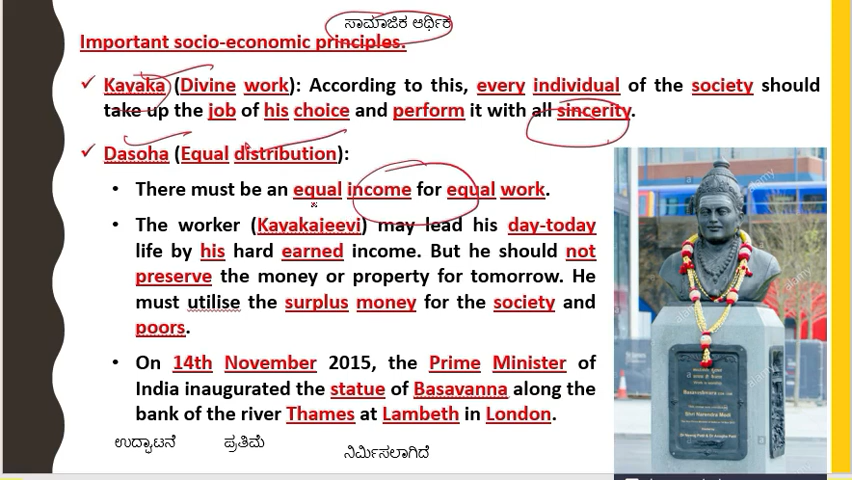 ಸಾಮಾಜಿಕ ಆರ್ಥಿಕ
Important socio-economic principles.
✓ Kayaka (Divine work): According to this, every individual of the society should
take up the job of his choice and perform it with all sincerity.
✓ Dasoha (Equal distribution):
• There must be an equal income for equal work.
• The worker (Kayakajeevi) may lead his day-today
life by his hard earned income. But he should not
preserve the money or property for tomorrow. He
must utilise the surplus money for the society and
poors.
• On 14th November 2015, the Prime Minister of
India inaugurated the statue of Basavanna along the
bank of the river Thames at Lambeth in London.
ಉದ್ಘಾಟನೆ ಪ್ರತಿಮೆ
ನಿರ್ಮಿಸಲಾಗಿದೆ
alamy
Shri Narendra Modi